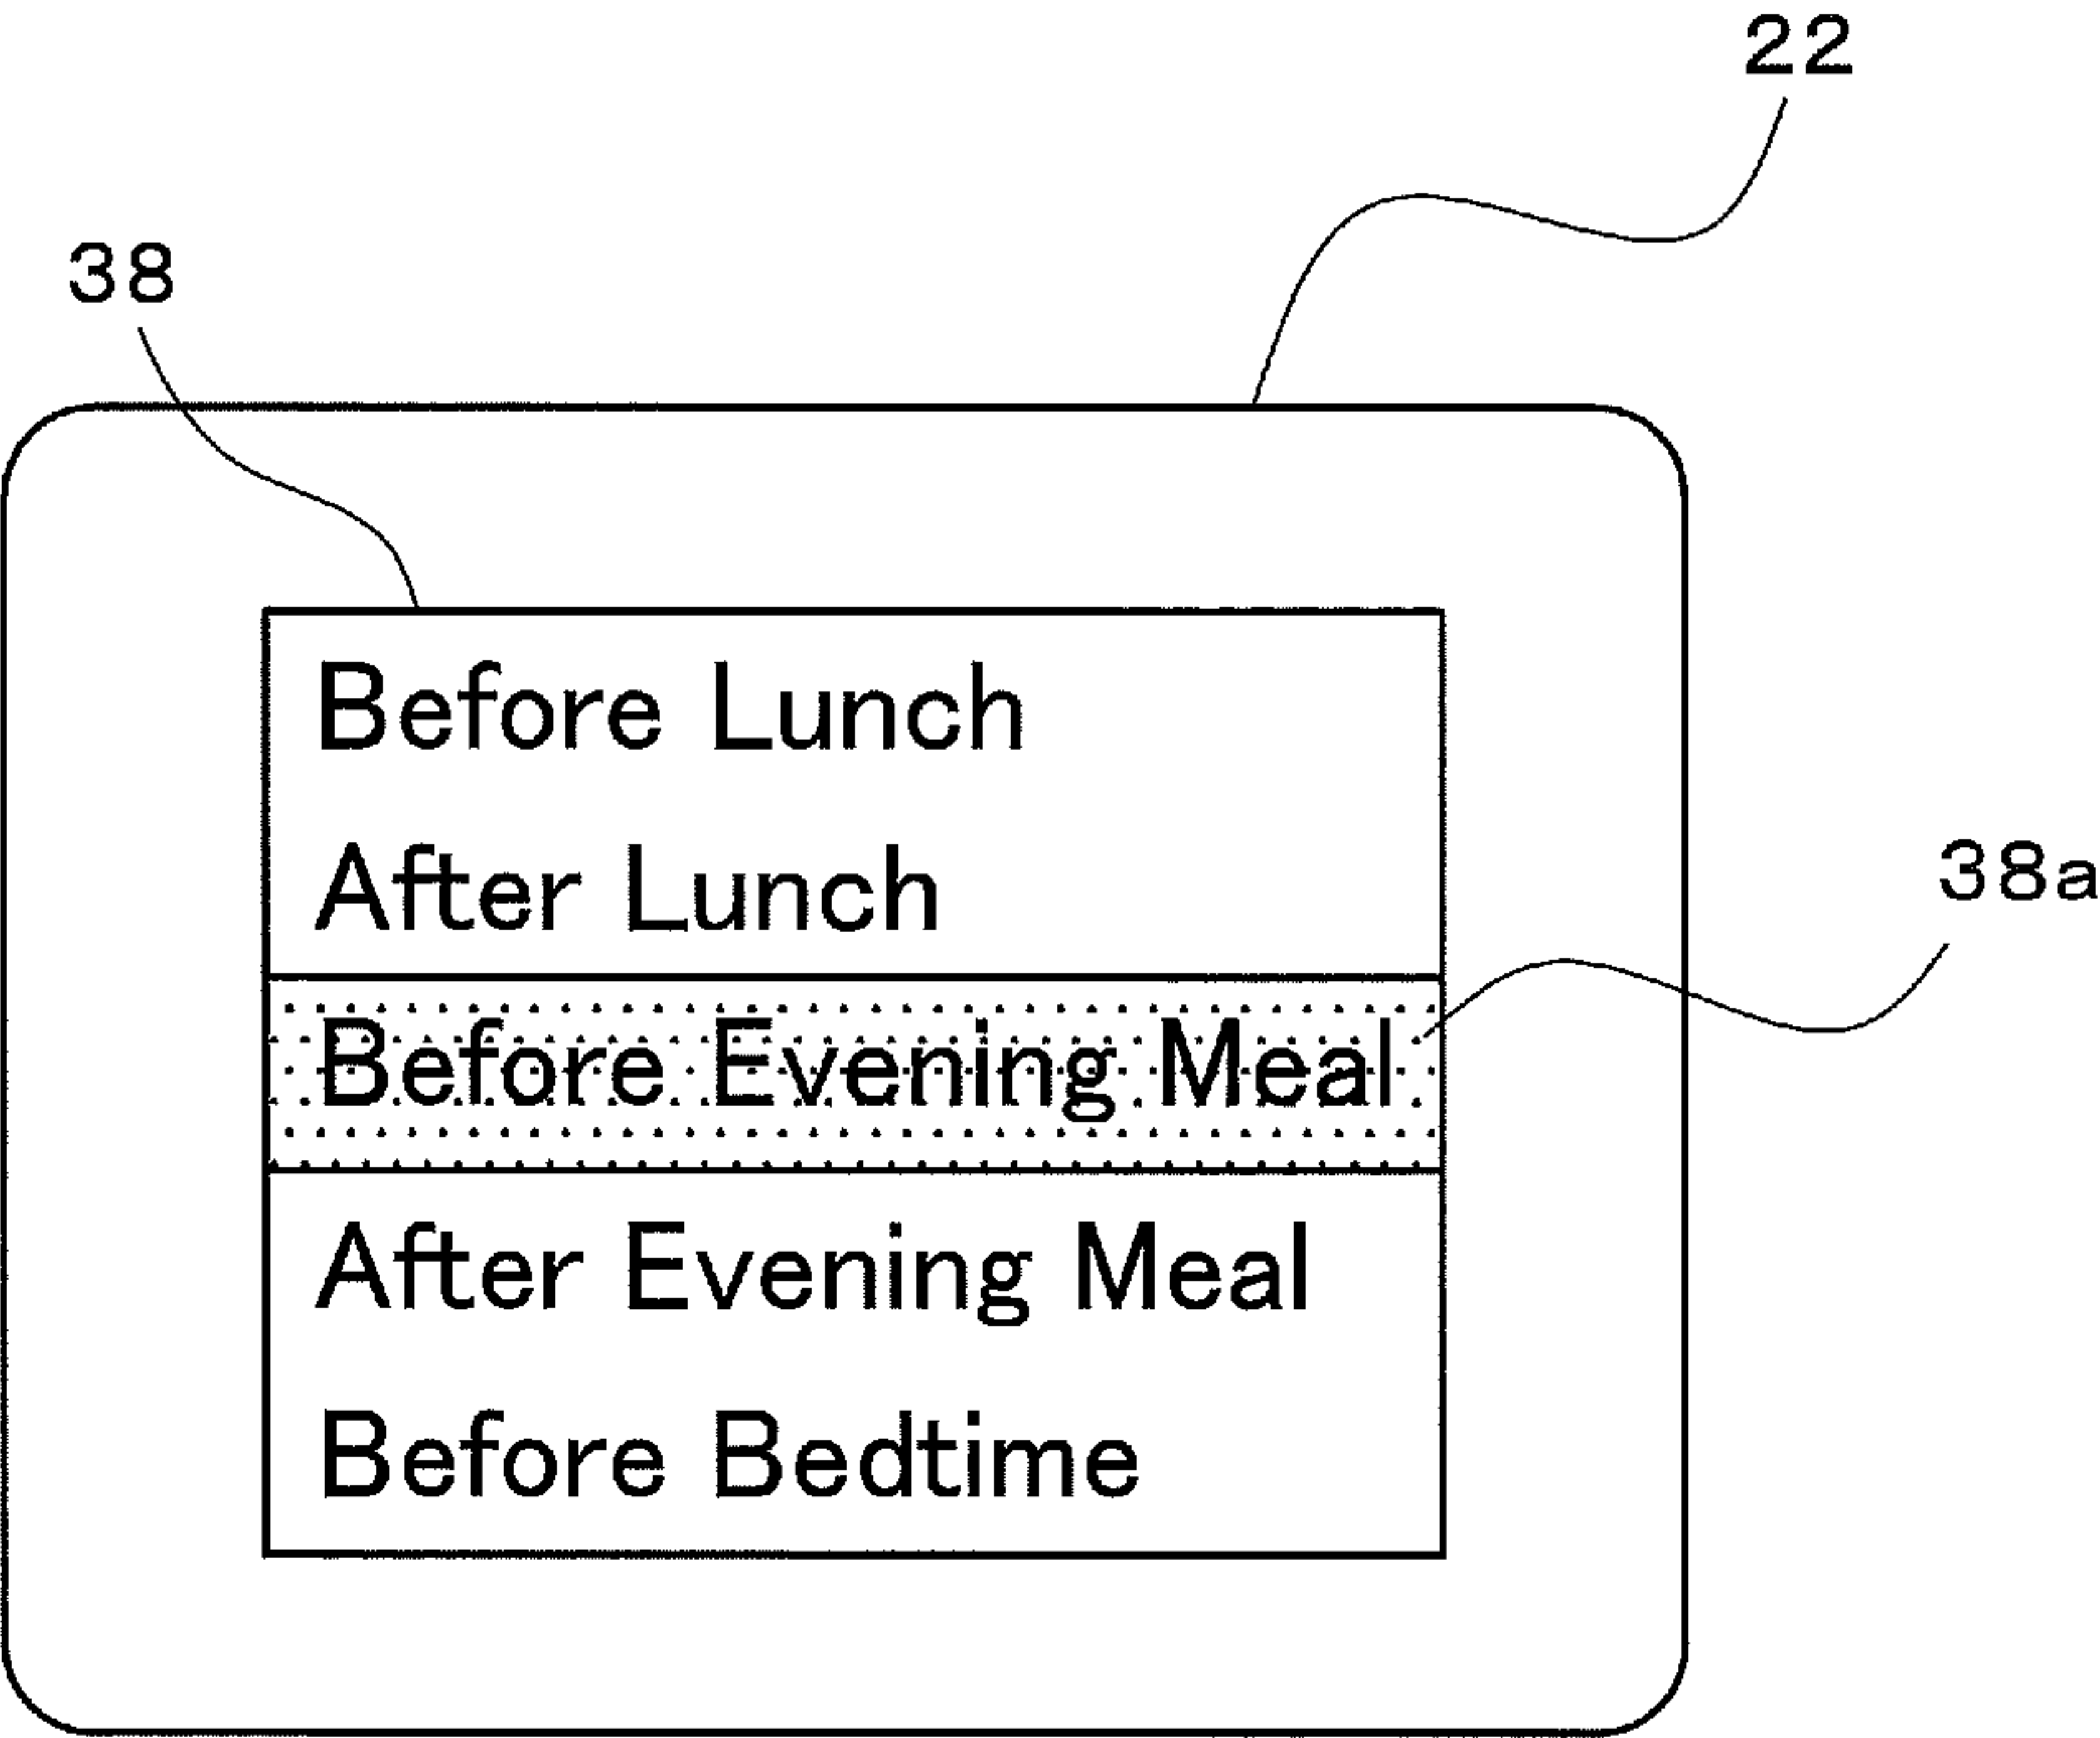 22
38
Before Lunch
After Lunch
38a
Before Evening Meal
After Evening Meal
Before Bedtime